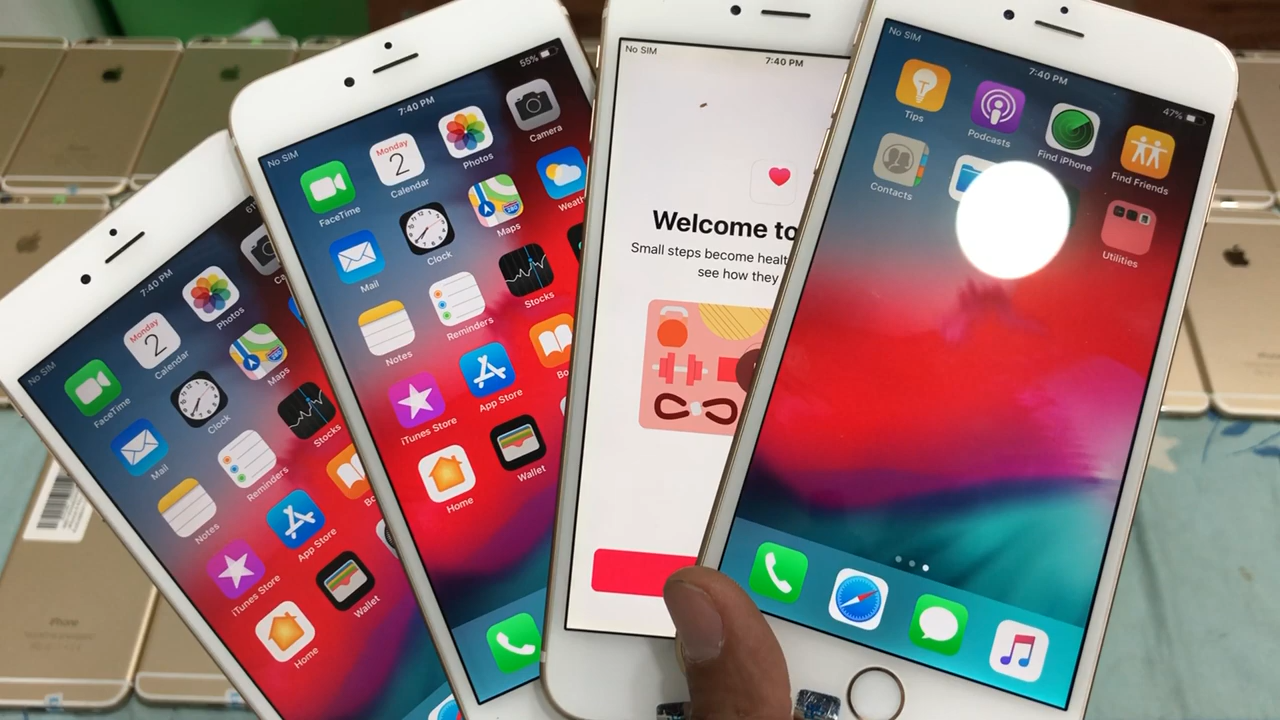 No SIM
7:40 PM
FaceTime
Monday
2
Calendar
Photos
Mail
Clock
Maps
Notes
Reminders
Stocks
iTunes Store
App Store
Home
Wallet
No SIM
7:40 PM
55%
FaceTime
Monday
2
Calendar
Photos
Camera
Mail
Clock
Maps
280
Notes
Reminders
Stocks
iTunes Store
App Store
Home
Wallet
No SIM
7:40 PM
Welcome to
Small steps become
see how they
No SIM
7:40 PM
47%
Tips
Podcasts
Find iPhone
Find Friends
Contacts
Utilities
iPhone